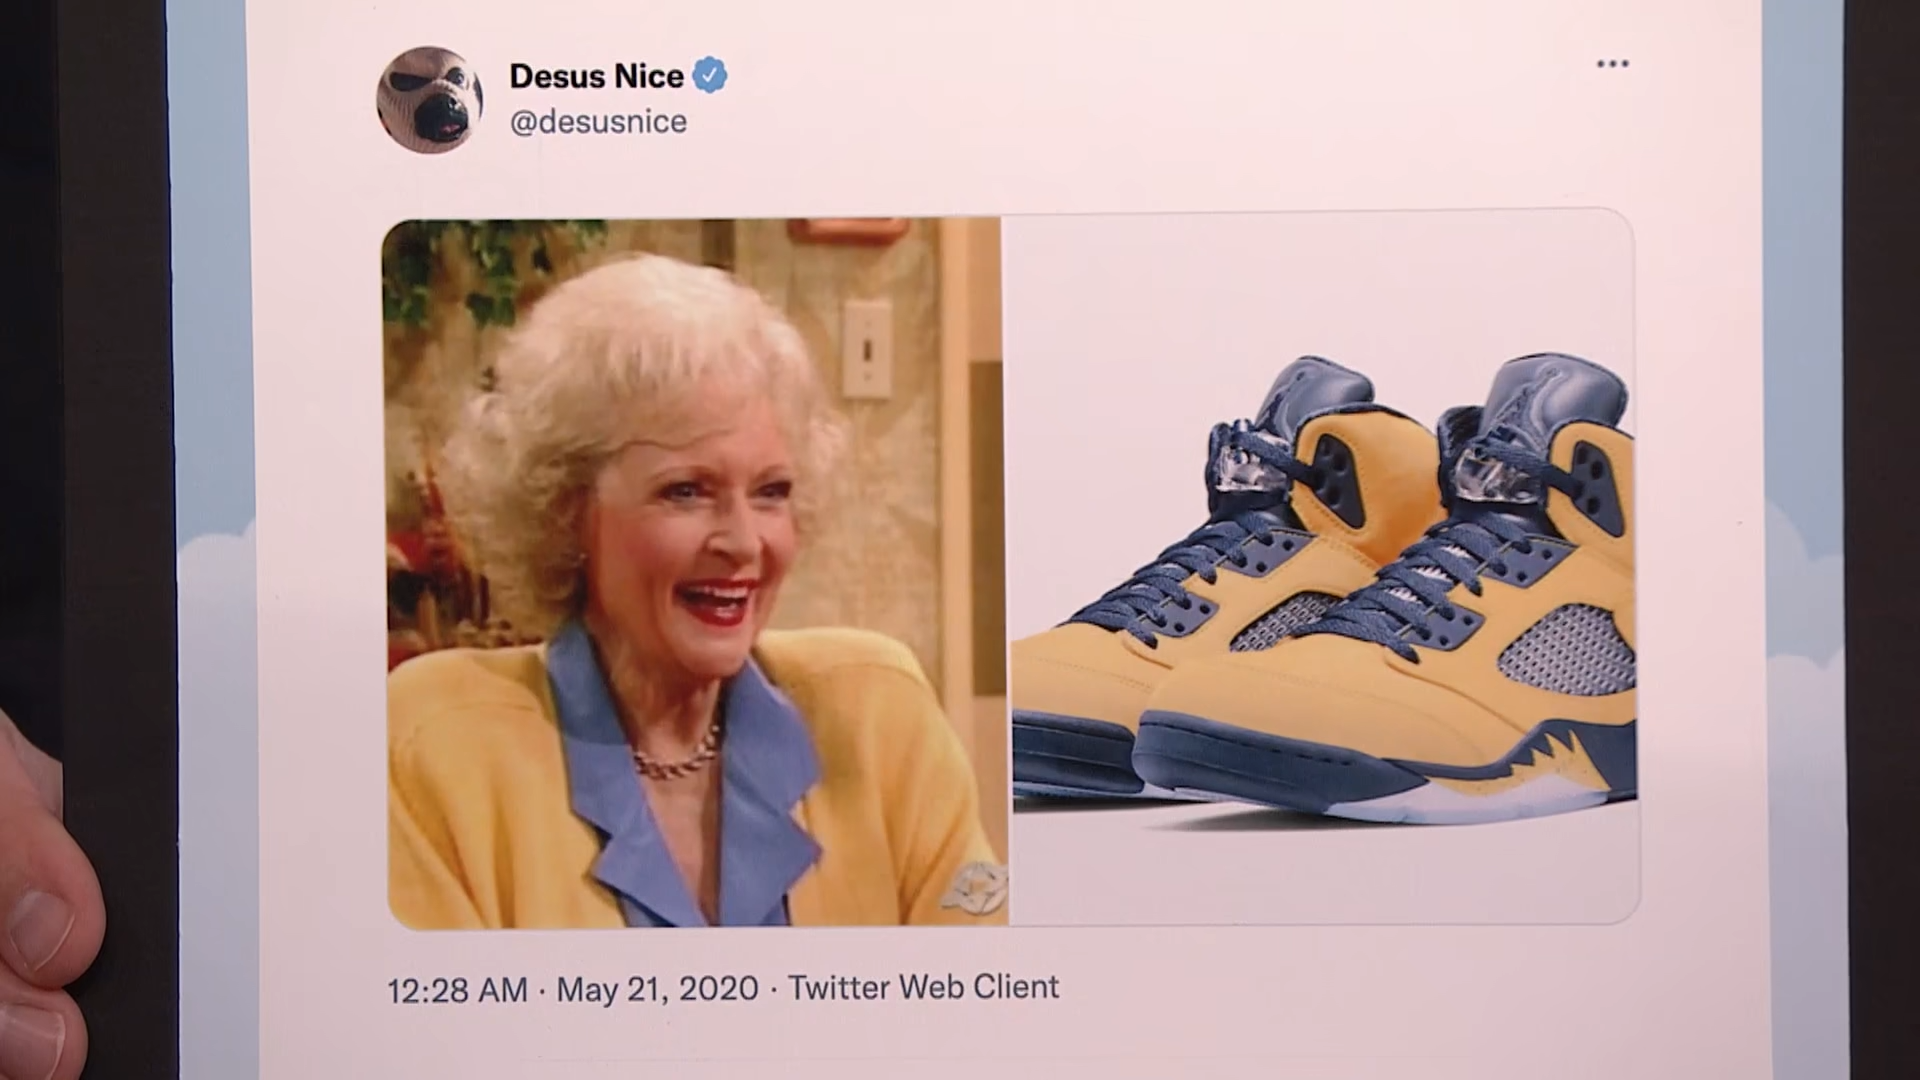 Desus Nice
@desusnice
12:28 AM · May 21, 2020 · Twitter Web Client